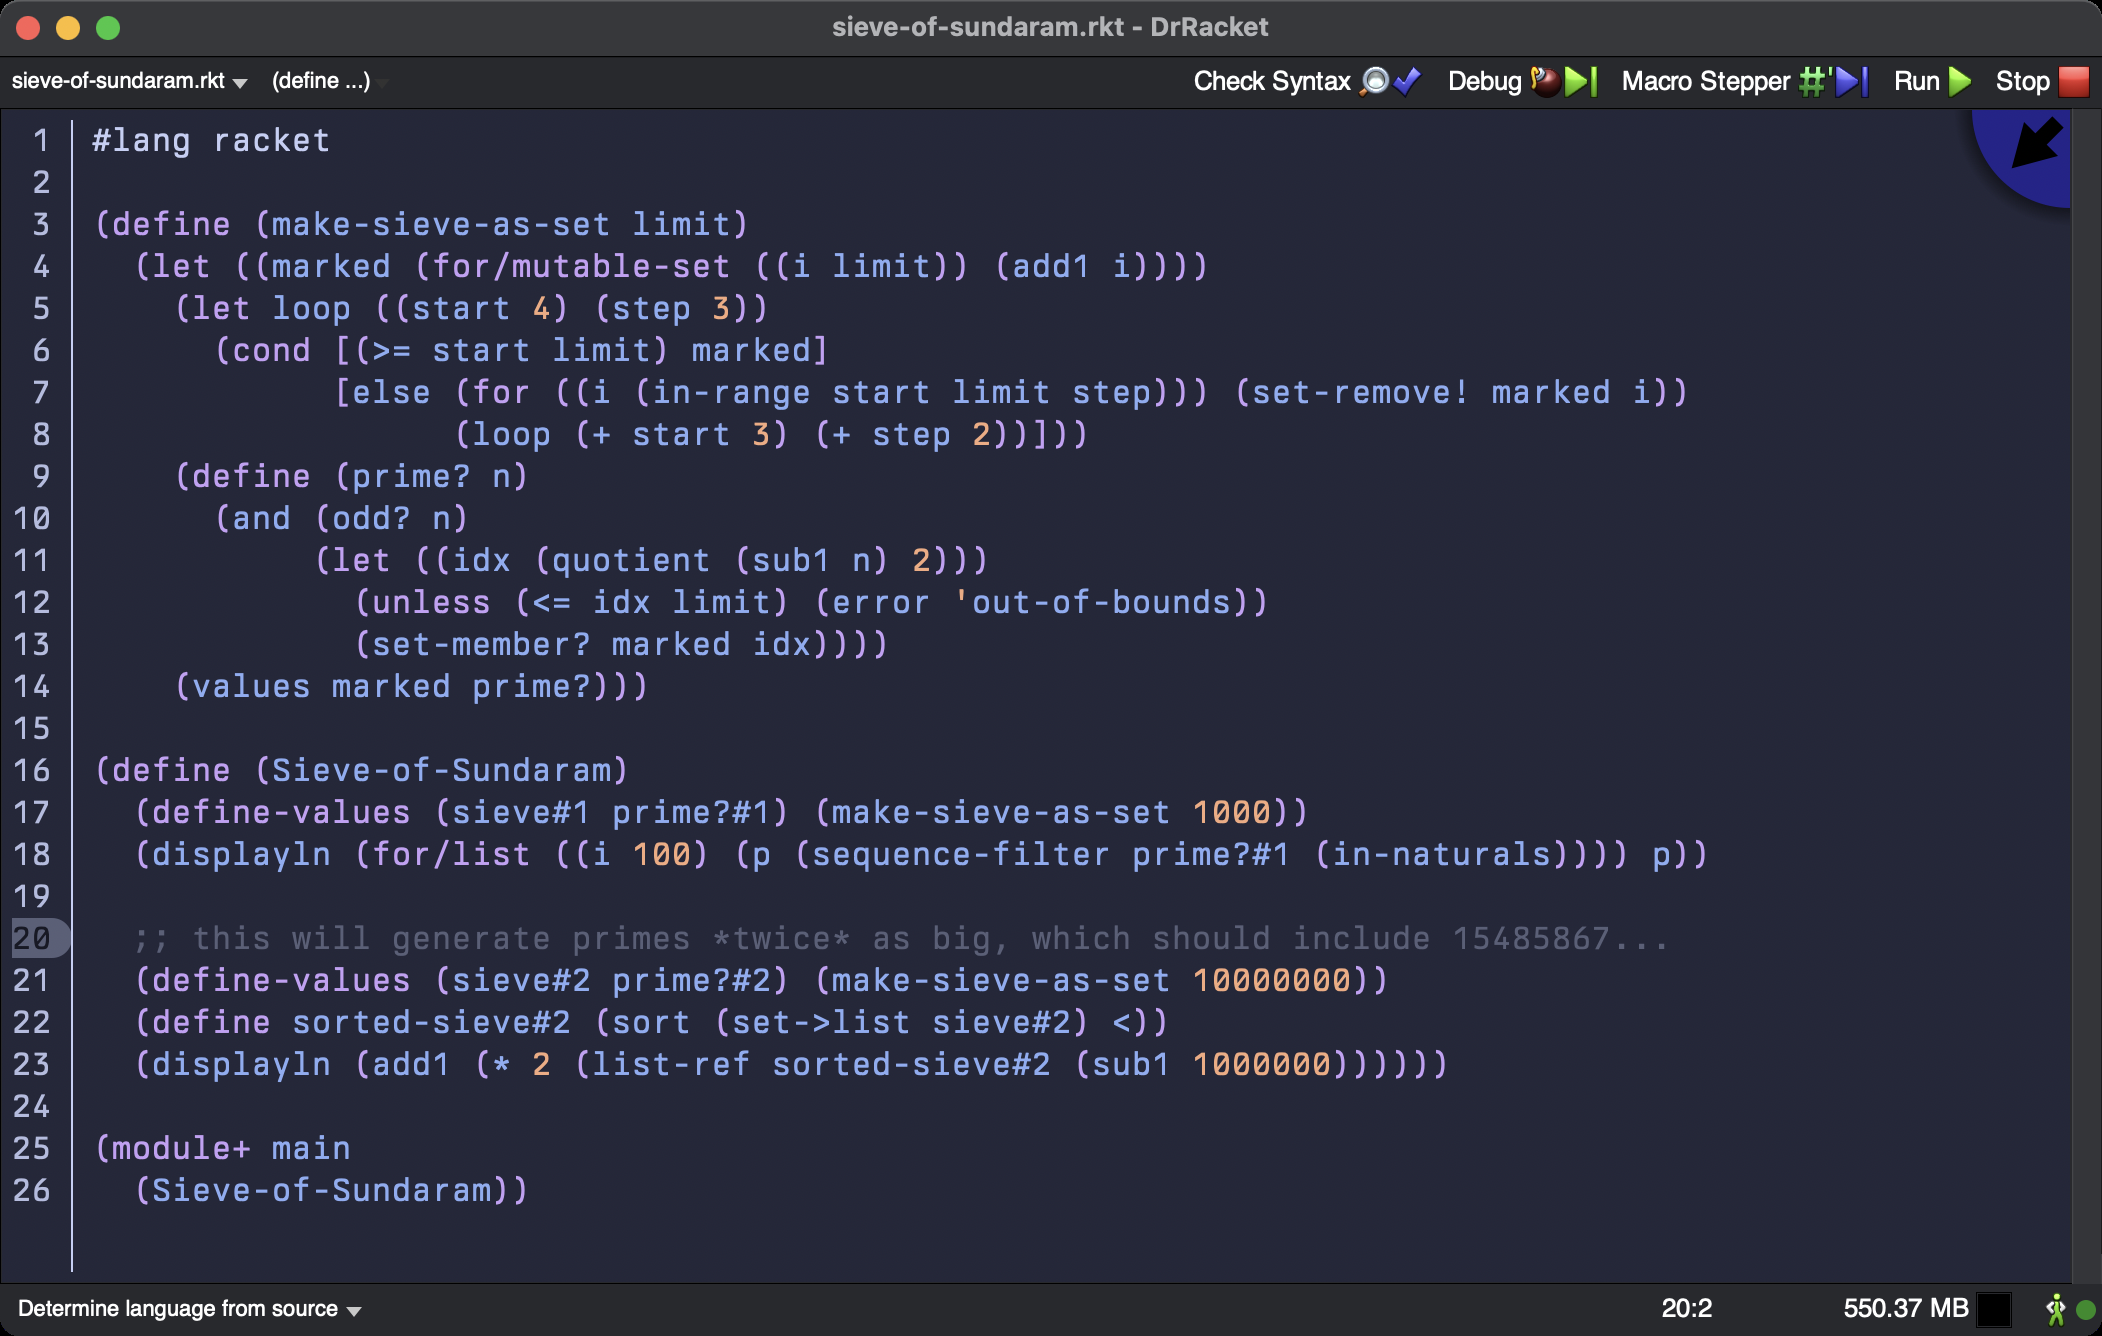 sieve-of-sundaram.rkt - DrRacket
sieve-of-sundaram.rkt (define ...) Check Syntax Debug Macro Stepper #' Run Stop
1 #lang racket
2
3 (define (make-sieve-as-set limit)
4   (let ((marked (for/mutable-set ((i limit)) (add1 i))))
5     (let loop ((start 4) (step 3))
6       (cond [(>= start limit) marked]
7             [else (for ((i (in-range start limit step))) (set-remove! marked i))
8                   (loop (+ start 3) (+ step 2))]))
9     (define (prime? n)
10       (and (odd? n)
11            (let ((idx (quotient (sub1 n) 2)))
12              (unless (<= idx limit) (error 'out-of-bounds))
13              (set-member? marked idx))))
14     (values marked prime?)))
15
16 (define (Sieve-of-Sundaram)
17   (define-values (sieve#1 prime?#1) (make-sieve-as-set 1000))
18   (displayln (for/list ((i 100) (p (sequence-filter prime?#1 (in-naturals)))) p))
19
20   ;; this will generate primes *twice* as big, which should include 15485867...
21   (define-values (sieve#2 prime?#2) (make-sieve-as-set 10000000))
22   (define sorted-sieve#2 (sort (set->list sieve#2) <))
23   (displayln (add1 (* 2 (list-ref sorted-sieve#2 (sub1 1000000))))))
24
25 (module+ main
26   (Sieve-of-Sundaram))
Determine language from source 20:2 550.37 MB